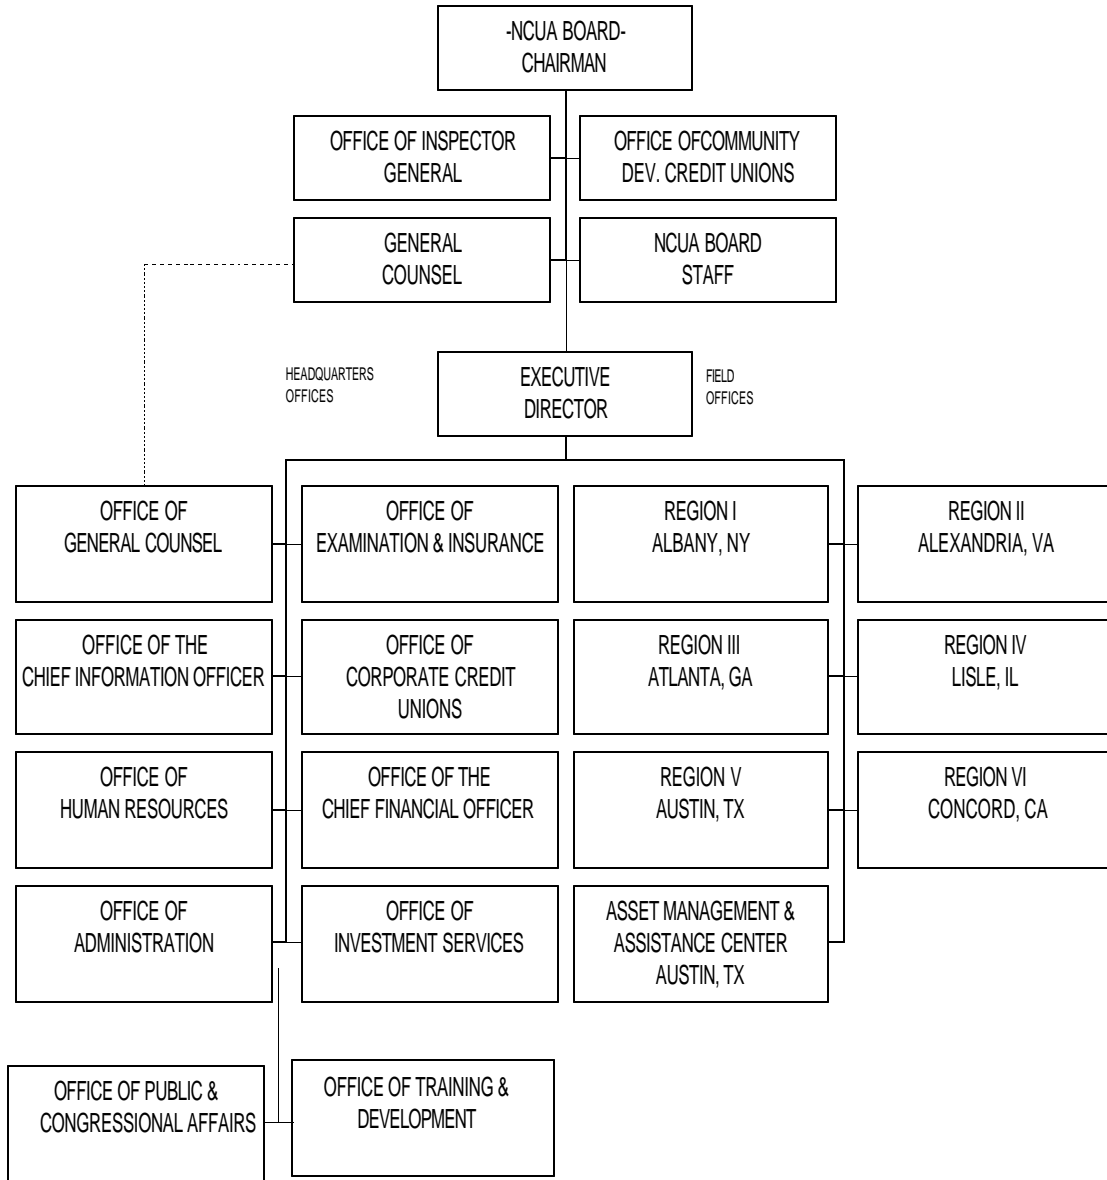 -NCUA BOARD-
CHAIRMAN
OFFICE OF INSPECTOR
GENERAL
OFFICE OFCOMMUNITY
DEV. CREDIT UNIONS
GENERAL
COUNSEL
NCUA BOARD
STAFF
HEADQUARTERS
OFFICES
EXECUTIVE
DIRECTOR
FIELD
OFFICES
OFFICE OF
GENERAL COUNSEL
OFFICE OF
EXAMINATION & INSURANCE
REGION I
ALBANY, NY
REGION II
ALEXANDRIA, VA
OFFICE OF THE
CHIEF INFORMATION OFFICER
OFFICE OF
CORPORATE CREDIT
UNIONS
REGION III
ATLANTA, GA
REGION IV
LISLE, IL
OFFICE OF
HUMAN RESOURCES
OFFICE OF THE
CHIEF FINANCIAL OFFICER
REGION V
AUSTIN, TX
REGION VI
CONCORD, CA
OFFICE OF
ADMINISTRATION
OFFICE OF
INVESTMENT SERVICES
ASSET MANAGEMENT &
ASSISTANCE CENTER
AUSTIN, TX
OFFICE OF PUBLIC &
CONGRESSIONAL AFFAIRS
OFFICE OF TRAINING &
DEVELOPMENT